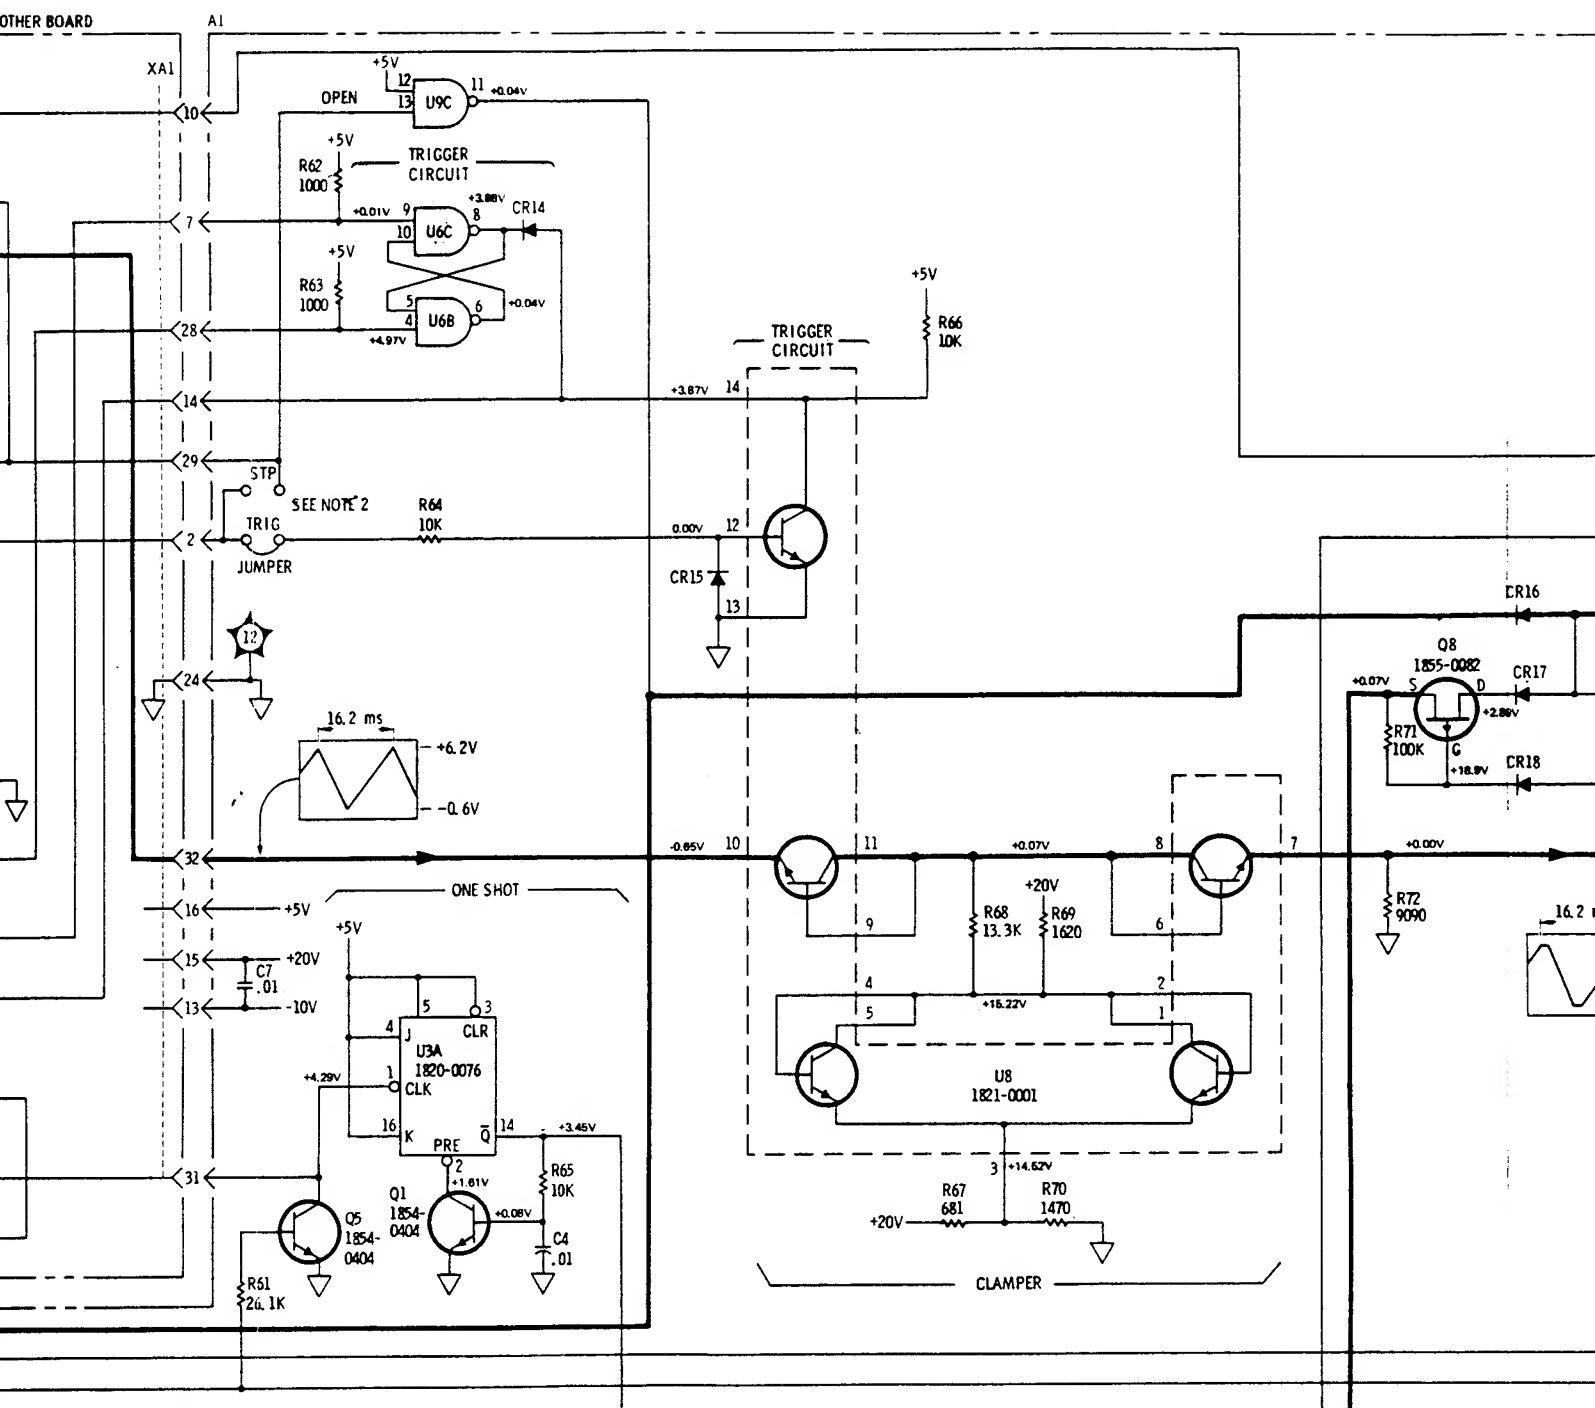 OTHER BOARD
A1
XA1
+5V
12
13
U9C
11
+0.04V
10
OPEN
+5V
R62
1000
TRIGGER
CIRCUIT
7
+0.01V
9
10
U6C
+3.88V
8
CR14
+5V
R63
1000
5
4
U6B
6
+0.04V
28
+4.97V
+5V
R66
10K
TRIGGER
CIRCUIT
14
+3.87V
14
29
STP
SEE NOTE 2
R64
10K
TRIG
2
JUMPER
0.00V
12
CR15
13
12
24
CR16
Q8
1855-0082
CR17
+0.07V
S
D
+2.89V
R71
100K
G
+18.9V
CR18
16.2 ms
+6.2V
-0.6V
32
-0.65V
10
11
+0.07V
8
7
+0.00V
9
R68
13.3K
+20V
R69
1620
6
R72
9090
16.2
ONE SHOT
16
+5V
15
+20V
C7
.01
13
-10V
+5V
5
3
CLR
4
J
U3A
1820-0076
+4.29V
1
CLK
16
K
PRE
Q̅
14
+3.45V
2
+1.61V
4
5
+15.22V
2
1
U8
1821-0001
3
+14.52V
31
Q5
1854-
0404
Q1
1854-
0404
+0.08V
R65
10K
C4
.01
R61
26.1K
+20V
R67
681
R70
1470
CLAMPER